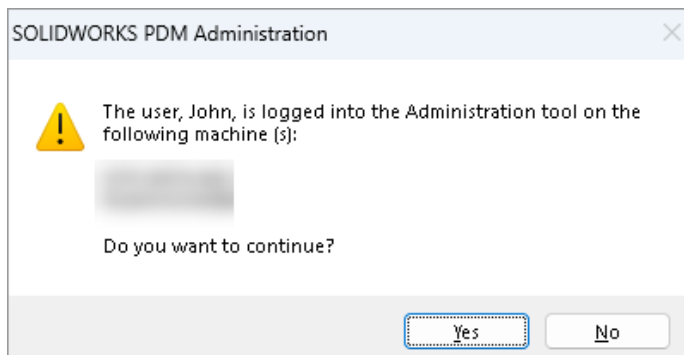 SOLIDWORKS PDM Administration
The user, John, is logged into the Administration tool on the
following machine (s):
Do you want to continue?
Yes
No